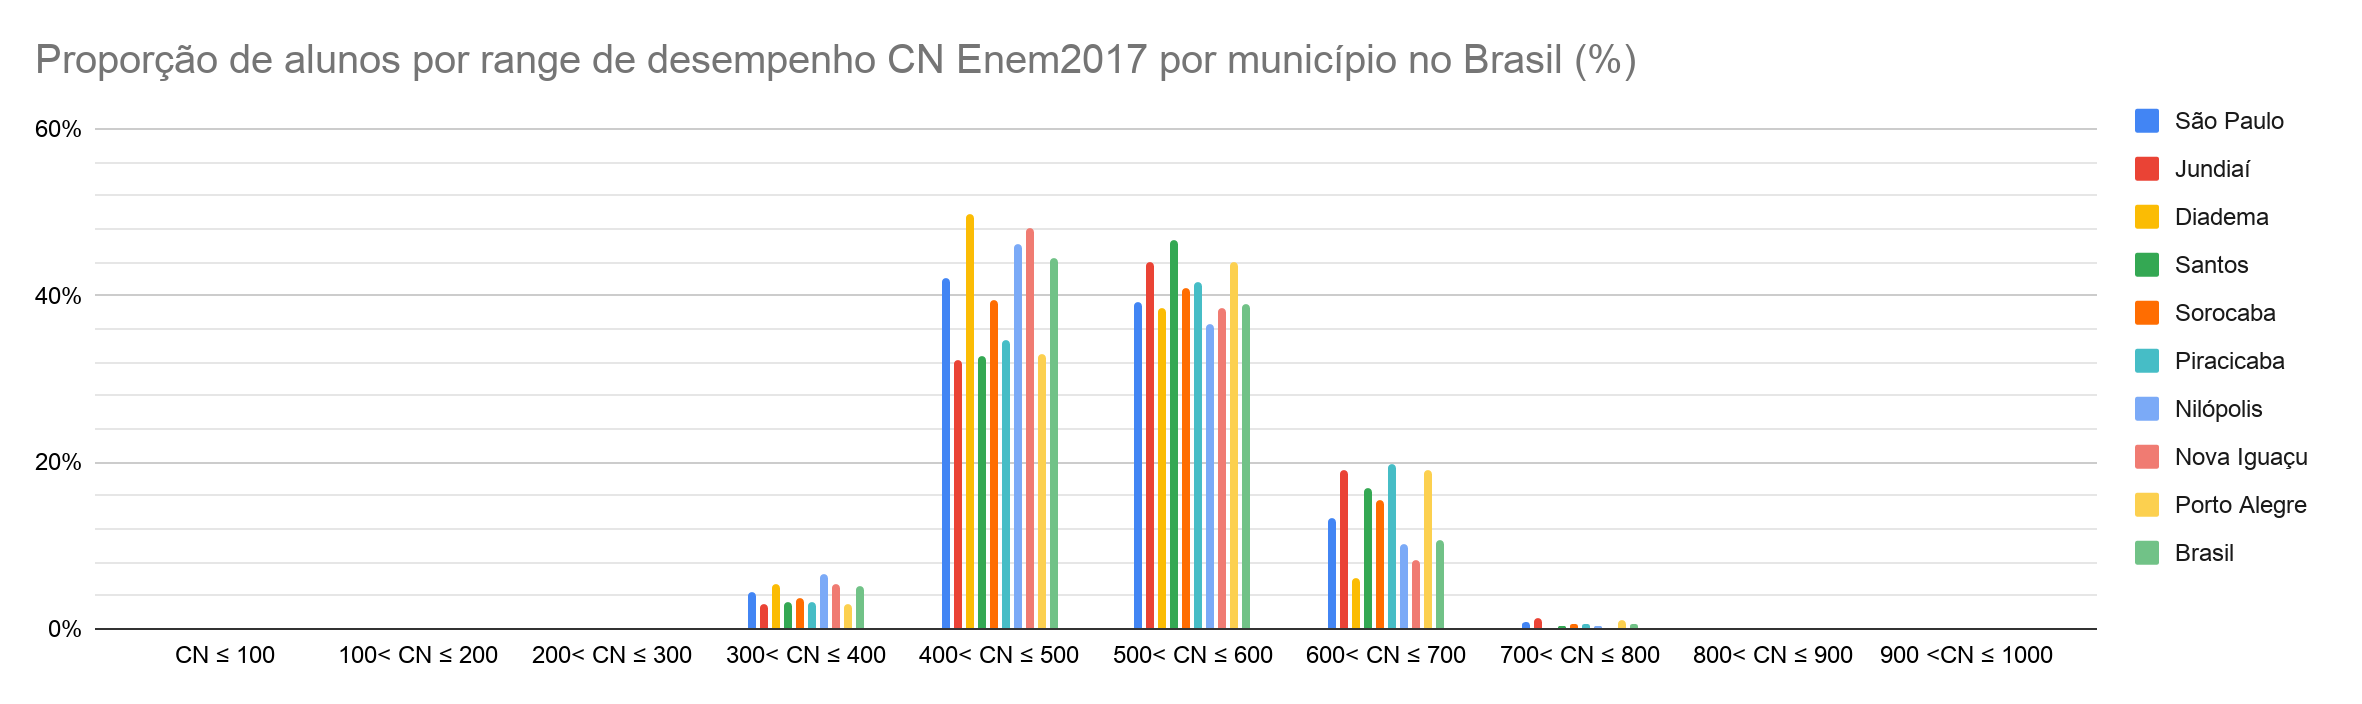 Proporção de alunos por range de desempenho CN Enem2017 por município no Brasil (%)
60%
40%
20%
0%
CN ≤ 100
100< CN ≤ 200
200< CN ≤ 300
300< CN ≤ 400
400< CN ≤ 500
500< CN ≤ 600
600< CN ≤ 700
700< CN ≤ 800
800< CN ≤ 900
900 <CN ≤ 1000
São Paulo
Jundiaí
Diadema
Santos
Sorocaba
Piracicaba
Nilópolis
Nova Iguaçu
Porto Alegre
Brasil